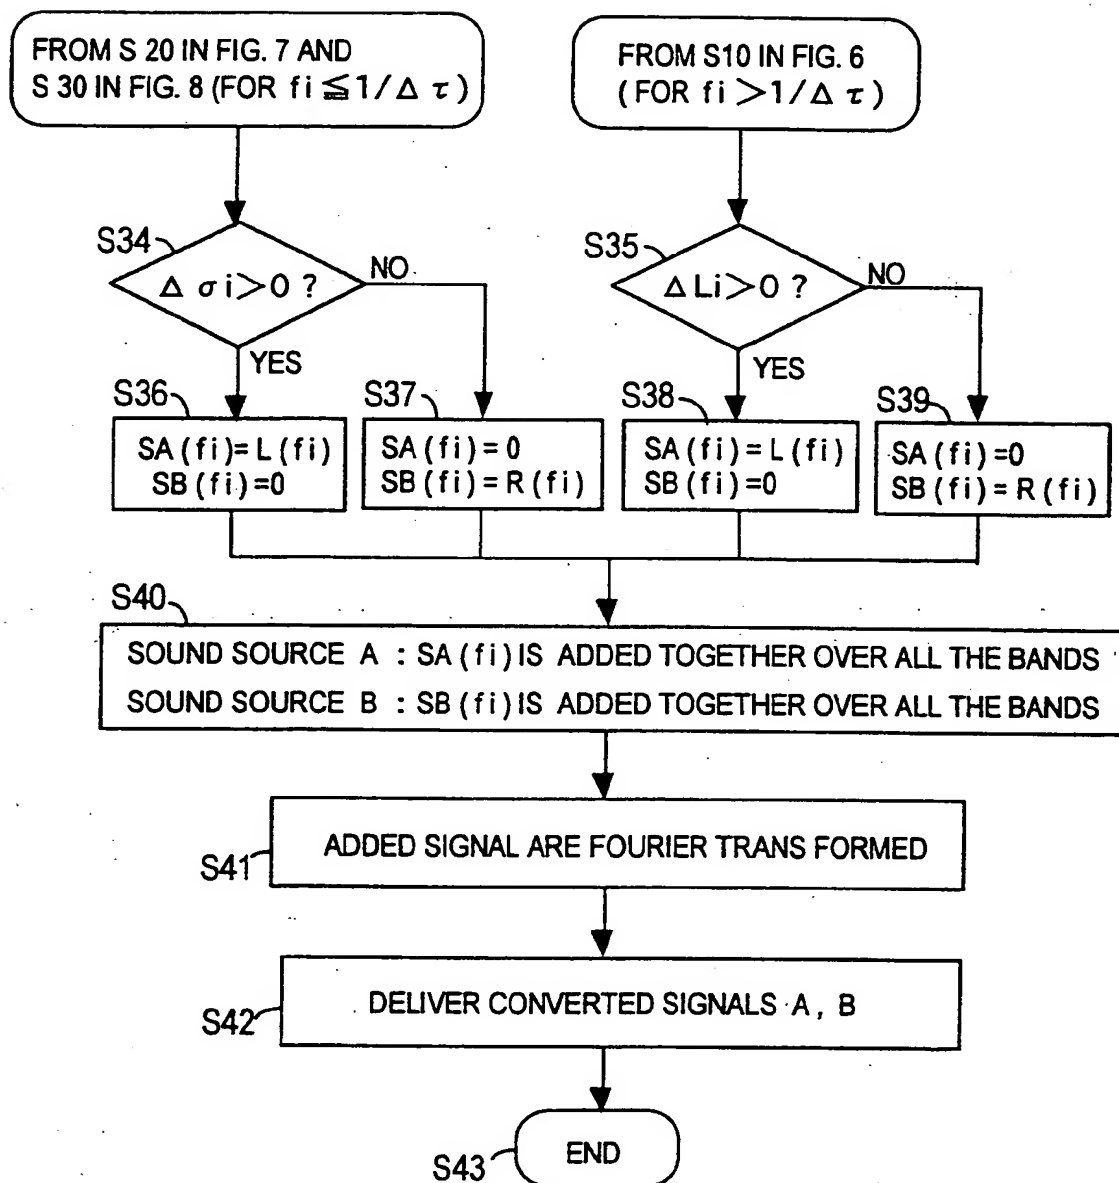 FROM S 20 IN FIG. 7 AND
S 30 IN FIG. 8 (FOR fi ≦ 1/Δ τ)
FROM S10 IN FIG. 6
(FOR fi > 1/Δ τ)
S34
Δ σi>0 ?
NO
YES
S35
Δ Li>0 ?
NO
YES
S36
SA (fi)= L (fi)
SB (fi)=0
S37
SA (fi) = 0
SB (fi) = R (fi)
S38
SA (fi) = L (fi)
SB (fi) =0
S39
SA (fi) =0
SB (fi) = R (fi)
S40
SOUND SOURCE A : SA (fi) IS ADDED TOGETHER OVER ALL THE BANDS
SOUND SOURCE B : SB (fi) IS ADDED TOGETHER OVER ALL THE BANDS
S41
ADDED SIGNAL ARE FOURIER TRANS FORMED
S42
DELIVER CONVERTED SIGNALS A, B
S43
END